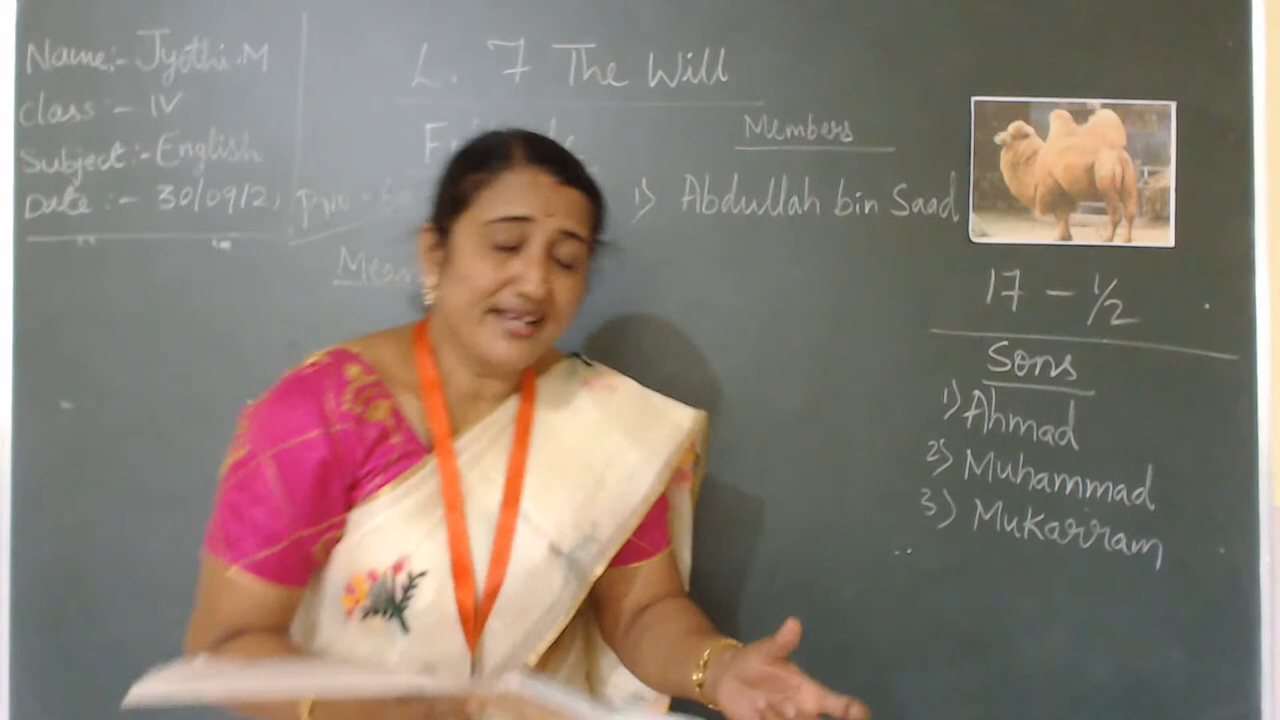 Name:- Jyothi.M
Class:- IV
Subject:- English
Date:- 30/09/2
L. 7 The Will
Members
1) Abdullah bin Saad
17 - 1/2
Sons
1) Ahmad
2) Muhammad
3) Mukarram